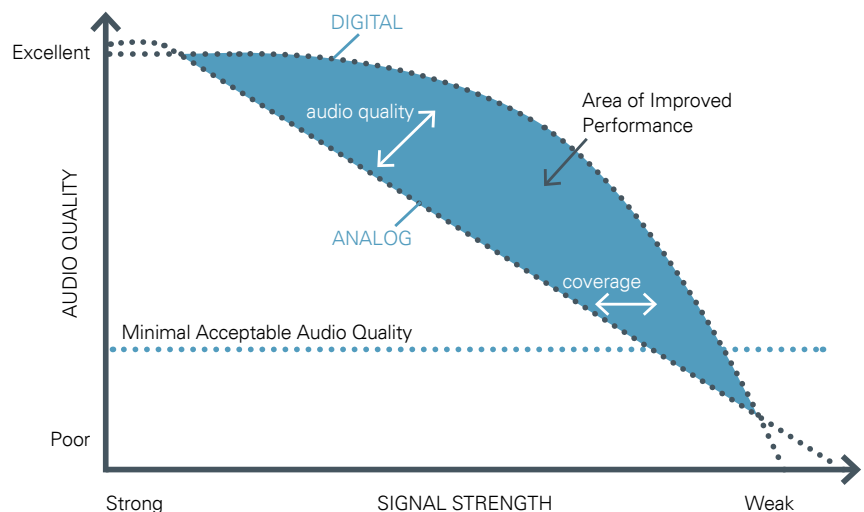 DIGITAL
Excellent
audio quality
Area of Improved
Performance
AUDIO QUALITY
ANALOG
coverage
Minimal Acceptable Audio Quality
Poor
Strong
SIGNAL STRENGTH
Weak